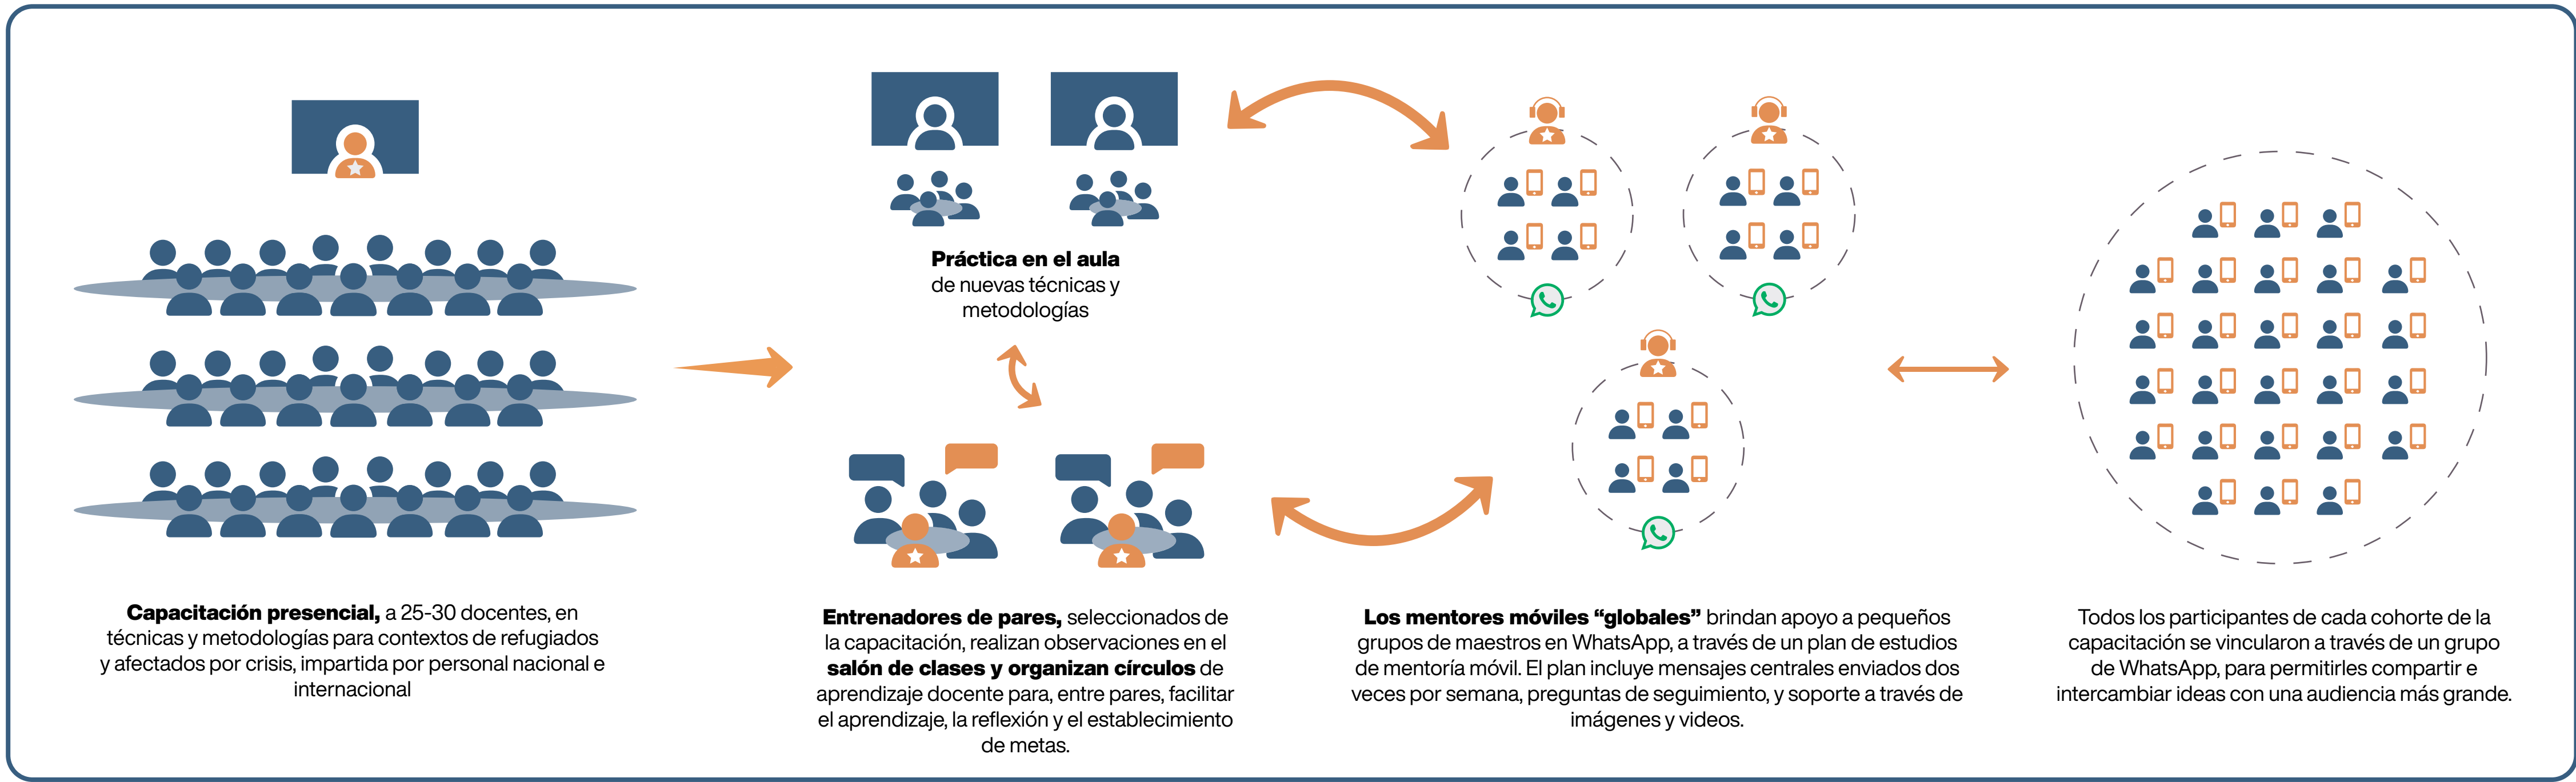 Práctica en el aula
de nuevas técnicas y
metodologías
Capacitación presencial, a 25-30 docentes, en
técnicas y metodologías para contextos de refugiados
y afectados por crisis, impartida por personal nacional e
internacional
Entrenadores de pares, seleccionados de
la capacitación, realizan observaciones en el
salón de clases y organizan círculos de
aprendizaje docente para, entre pares, facilitar
el aprendizaje, la reflexión y el establecimiento
de metas.
Los mentores móviles “globales” brindan apoyo a pequeños
grupos de maestros en WhatsApp, a través de un plan de estudios
de mentoría móvil. El plan incluye mensajes centrales enviados dos
veces por semana, preguntas de seguimiento, y soporte a través de
imágenes y videos.
Todos los participantes de cada cohorte de la
capacitación se vincularon a través de un grupo
de WhatsApp, para permitirles compartir e
intercambiar ideas con una audiencia más grande.